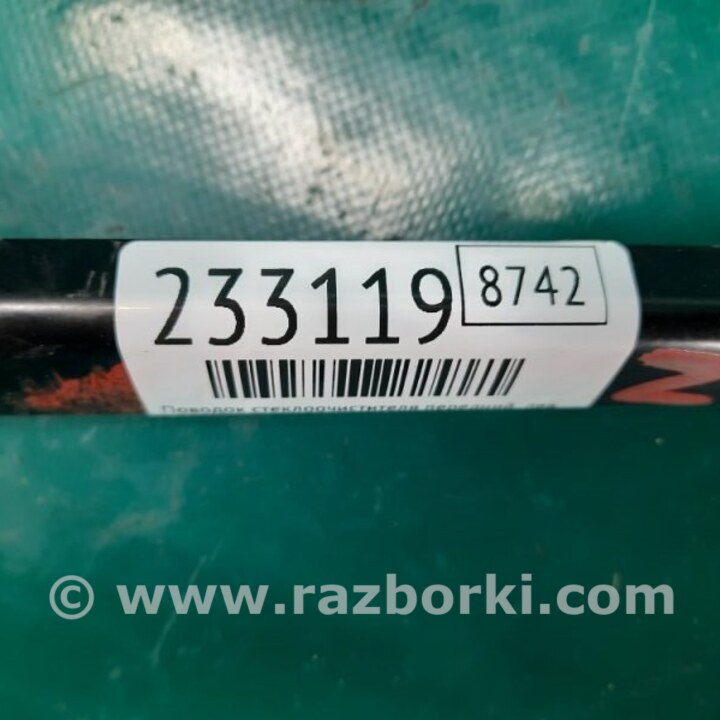 233119
8742
Поводок стеклоочистителя передний
© www.razborki.com